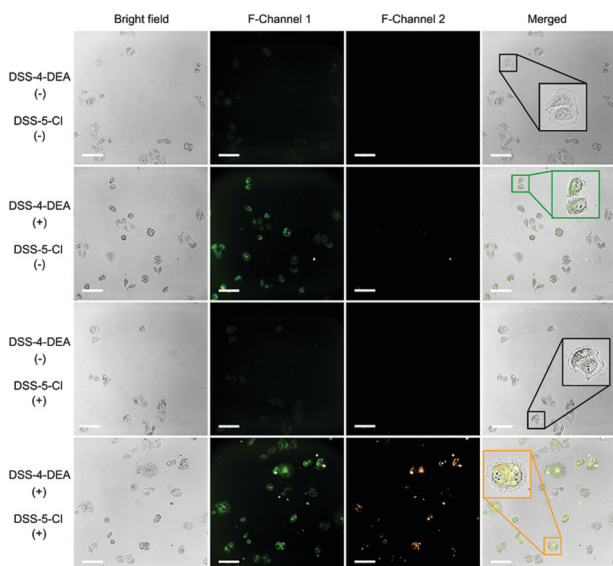 Bright field F-Channel 1 F-Channel 2 Merged
DSS-4-DEA
(-)
DSS-5-Cl
(-)
DSS-4-DEA
(+)
DSS-5-Cl
(-)
DSS-4-DEA
(-)
DSS-5-Cl
(+)
DSS-4-DEA
(+)
DSS-5-Cl
(+)